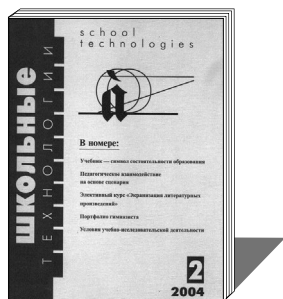 school
technologies
ШКОЛЬНЫЕ
ТЕХНОЛОГИИ
В номере:
Учебник — символ состоятельности образования
Педагогическое взаимодействие
на основе сценария
Элективный курс «Экранизация литературных
произведений»
Портфолио гимназиста
Условия учебно-исследовательской деятельности
2
2004